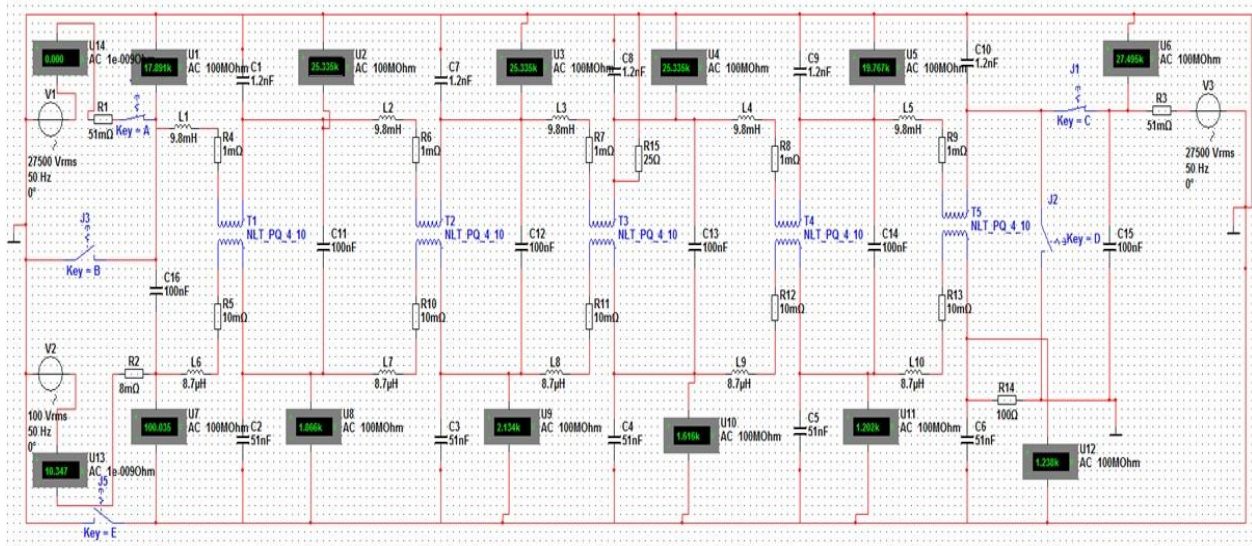 U14
0.000
AC 1e-009Ohm
U1
17.891k
AC 100MOhm
C1
1.2nF
U2
25.335k
AC 100MOhm
C7
1.2nF
U3
25.335k
AC 100MOhm
C8
1.2nF
U4
25.335k
AC 100MOhm
C9
1.2nF
U5
19.767k
AC 100MOhm
C10
1.2nF
U6
27.495k
AC 100MOhm
J1
Key = C
V1
27500 Vrms
50 Hz
0°
R1
51mΩ
Key = A
L1
9.8mH
R4
1mΩ
L2
9.8mH
R6
1mΩ
L3
9.8mH
R7
1mΩ
R15
25Ω
L4
9.8mH
R8
1mΩ
L5
9.8mH
R9
1mΩ
R3
51mΩ
V3
27500 Vrms
50 Hz
0°
J3
Key = B
T1
NLT_PQ_4_10
C11
100nF
T2
NLT_PQ_4_10
C12
100nF
T3
NLT_PQ_4_10
C13
100nF
T4
NLT_PQ_4_10
C14
100nF
T5
NLT_PQ_4_10
J2
Key = D
C15
100nF
C16
100nF
R5
10mΩ
R10
10mΩ
R11
10mΩ
R12
10mΩ
R13
10mΩ
V2
100 Vrms
50 Hz
0°
R2
8mΩ
L6
8.7µH
L7
8.7µH
L8
8.7µH
L9
8.7µH
L10
8.7µH
R14
100Ω
U7
100.035
AC 100MOhm
C2
51nF
U8
1.866k
AC 100MOhm
C3
51nF
U9
2.134k
AC 100MOhm
C4
51nF
U10
1.616k
AC 100MOhm
C5
51nF
U11
1.202k
AC 100MOhm
C6
51nF
U12
1.238k
AC 100MOhm
U13
10.347
AC 1e-009Ohm
J5
Key = E